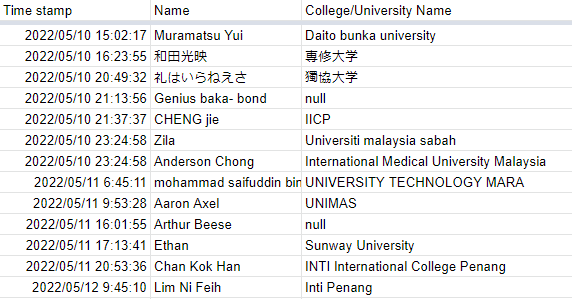 Time stamp Name College/University Name
2022/05/10 15:02:17 Muramatsu Yui Daito bunka university
2022/05/10 16:23:55 和田光映 専修大学
2022/05/10 20:49:32 礼はいらねえさ 獨協大学
2022/05/10 21:13:56 Genius baka- bond null
2022/05/10 21:37:37 CHENG jie IICP
2022/05/10 23:24:58 Zila Universiti malaysia sabah
2022/05/10 23:24:58 Anderson Chong International Medical University Malaysia
2022/05/11 6:45:11 mohammad saifuddin bin UNIVERSITY TECHNOLOGY MARA
2022/05/11 9:53:28 Aaron Axel UNIMAS
2022/05/11 16:01:55 Arthur Beese null
2022/05/11 17:13:41 Ethan Sunway University
2022/05/11 20:53:36 Chan Kok Han INTI International College Penang
2022/05/12 9:45:10 Lim Ni Feih Inti Penang